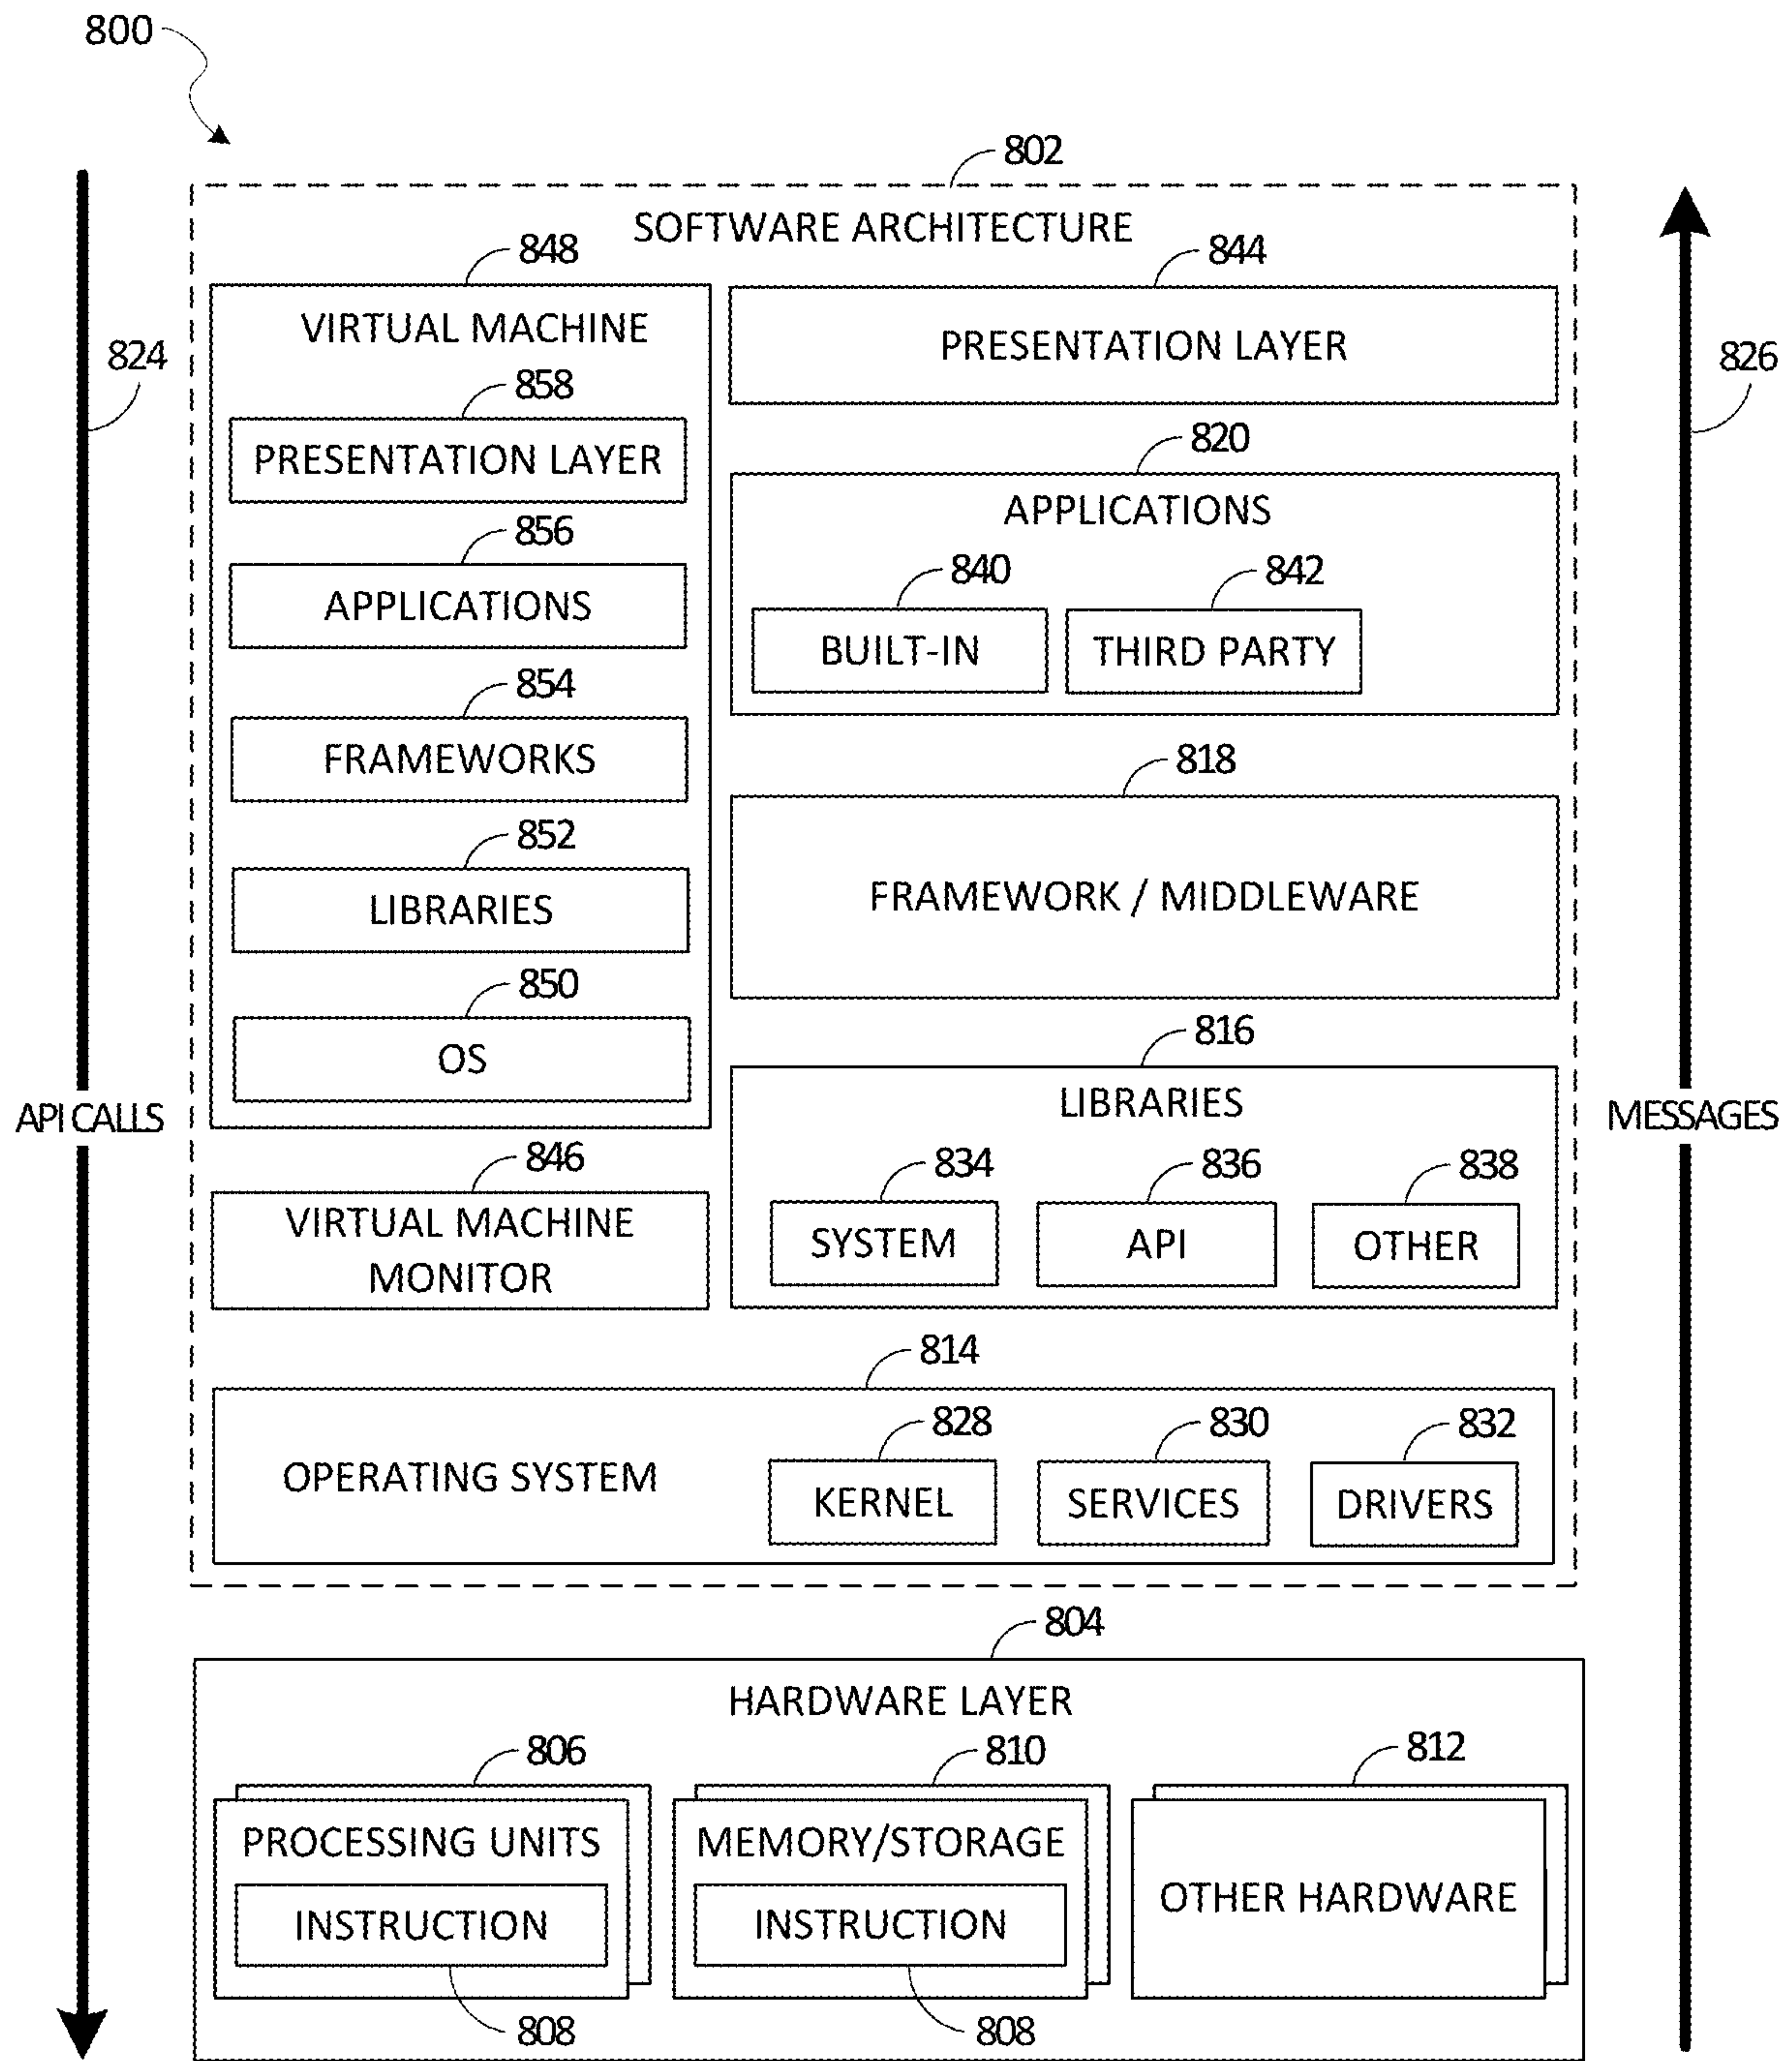 800
802
SOFTWARE ARCHITECTURE
848
844
VIRTUAL MACHINE
PRESENTATION LAYER
824
826
858
PRESENTATION LAYER
820
APPLICATIONS
856
APPLICATIONS
840
842
BUILT-IN
THIRD PARTY
854
FRAMEWORKS
818
FRAMEWORK / MIDDLEWARE
852
LIBRARIES
850
OS
816
LIBRARIES
API CALLS
MESSAGES
846
VIRTUAL MACHINE
MONITOR
834
836
838
SYSTEM
API
OTHER
814
OPERATING SYSTEM
828
830
832
KERNEL
SERVICES
DRIVERS
804
HARDWARE LAYER
806
810
812
PROCESSING UNITS
MEMORY/STORAGE
OTHER HARDWARE
INSTRUCTION
INSTRUCTION
808
808